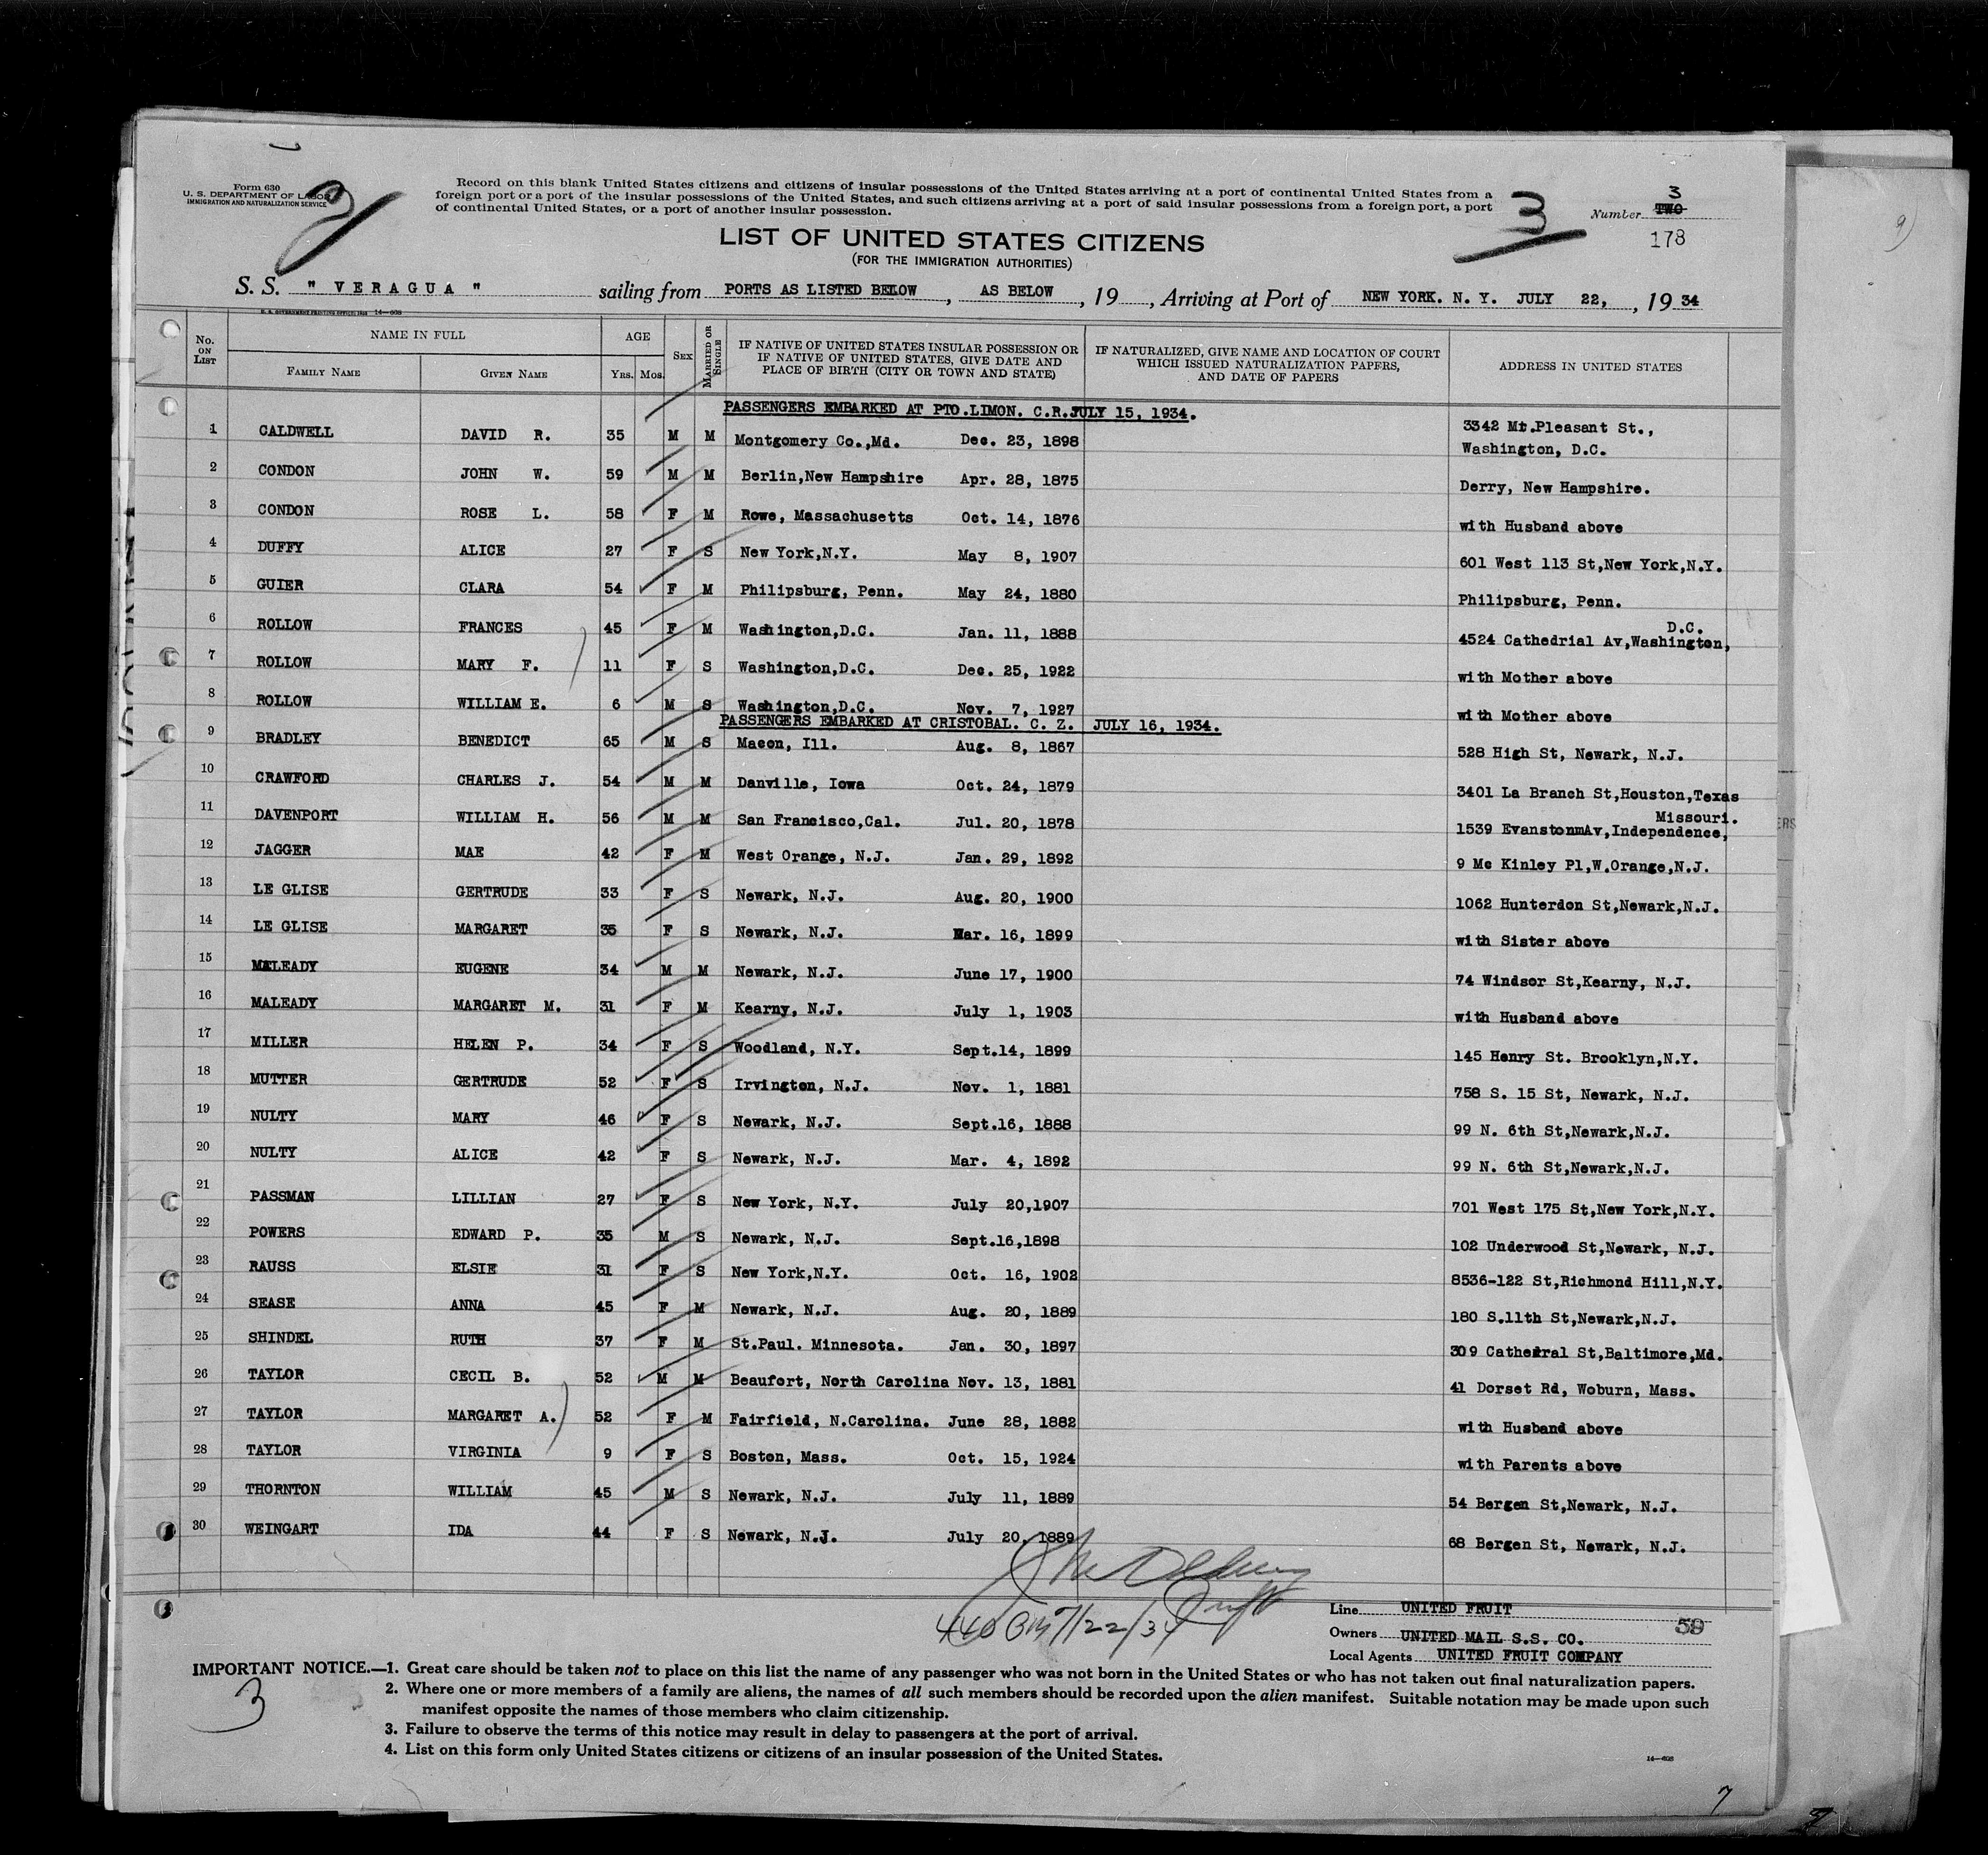 Form 630
U. S. DEPARTMENT OF LABOR
IMMIGRATION AND NATURALIZATION SERVICE
Record on this blank United States citizens and citizens of insular possessions of the United States arriving at a port of continental United States from a
foreign port or a port of the insular possessions of the United States, and such citizens arriving at a port of said insular possessions from a foreign port, a port
of continental United States, or a port of another insular possession.
3
3
Number TWO
178
LIST OF UNITED STATES CITIZENS
(FOR THE IMMIGRATION AUTHORITIES)
S. S. " VERAGUA " sailing from PORTS AS LISTED BELOW, AS BELOW, 19 , Arriving at Port of NEW YORK. N. Y. JULY 22, , 19 34
U. S. GOVERNMENT PRINTING OFFICE: 14—608
No. ON LIST NAME IN FULL FAMILY NAME GIVEN NAME AGE Yrs. Mos. SEX MARRIED OR SINGLE
IF NATIVE OF UNITED STATES INSULAR POSSESSION OR
IF NATIVE OF UNITED STATES, GIVE DATE AND
PLACE OF BIRTH (CITY OR TOWN AND STATE)
IF NATURALIZED, GIVE NAME AND LOCATION OF COURT
WHICH ISSUED NATURALIZATION PAPERS,
AND DATE OF PAPERS
ADDRESS IN UNITED STATES
PASSENGERS EMBARKED AT PTO.LIMON. C.R.JULY 15, 1934.
1 CALDWELL DAVID R. 35 M M Montgomery Co.,Md. Dec. 23, 1898 3342 Mt.Pleasant St.,
Washington, D.C.
2 CONDON JOHN W. 59 M M Berlin,New Hampshire Apr. 28, 1875 Derry, New Hampshire.
3 CONDON ROSE L. 58 F M Rowe, Massachusetts Oct. 14, 1876 with Husband above
4 DUFFY ALICE 27 F S New York,N.Y. May 8, 1907 601 West 113 St,New York,N.Y.
5 GUIER CLARA 54 F M Philipsburg, Penn. May 24, 1880 Philipsburg, Penn.
6 ROLLOW FRANCES 45 F M Washington,D.C. Jan. 11, 1888 D.C.
4524 Cathedrial Av,Washington,
7 ROLLOW MARY F. 11 F S Washington,D.C. Dec. 25, 1922 with Mother above
8 ROLLOW WILLIAM E. 6 M S Washington,D.C. Nov. 7, 1927 with Mother above
PASSENGERS EMBARKED AT CRISTOBAL. C. Z. JULY 16, 1934.
9 BRADLEY BENEDICT 65 M S Macon, Ill. Aug. 8, 1867 528 High St, Newark, N.J.
10 CRAWFORD CHARLES J. 54 M M Danville, Iowa Oct. 24, 1879 3401 La Branch St,Houston,Texas
11 DAVENPORT WILLIAM H. 56 M M San Francisco,Cal. Jul. 20, 1878 Missouri.
1539 EvanstonmAv,Independence,
12 JAGGER MAE 42 F M West Orange, N.J. Jan. 29, 1892 9 Mc Kinley Pl,W.Orange,N.J.
13 LE GLISE GERTRUDE 33 F S Newark, N.J. Aug. 20, 1900 1062 Hunterdon St,Newark,N.J.
14 LE GLISE MARGARET 35 F S Newark, N.J. Mar. 16, 1899 with Sister above
15 MALEADY EUGENE 34 M M Newark, N.J. June 17, 1900 74 Windsor St,Kearny, N.J.
16 MALEADY MARGARET M. 31 F M Kearny, N.J. July 1, 1903 with Husband above
17 MILLER HELEN P. 34 F S Woodland, N.Y. Sept.14, 1899 145 Henry St. Brooklyn,N.Y.
18 MUTTER GERTRUDE 52 F S Irvington, N.J. Nov. 1, 1881 758 S. 15 St, Newark, N.J.
19 NULTY MARY 46 F S Newark, N.J. Sept.16, 1888 99 N. 6th St,Newark,N.J.
20 NULTY ALICE 42 F S Newark, N.J. Mar. 4, 1892 99 N. 6th St,Newark,N.J.
21 PASSMAN LILLIAN 27 F S New York, N.Y. July 20,1907 701 West 175 St,New York,N.Y.
22 POWERS EDWARD P. 35 M S Newark, N.J. Sept.16,1898 102 Underwood St,Newark, N.J.
23 RAUSS ELSIE 31 F S New York,N.Y. Oct. 16, 1902 8536-122 St,Richmond Hill,N.Y.
24 SEASE ANNA 45 F M Newark, N.J. Aug. 20, 1889 180 S.11th St,Newark,N.J.
25 SHINDEL RUTH 37 F M St.Paul. Minnesota. Jan. 30, 1897 309 Cathedral St,Baltimore,Md.
26 TAYLOR CECIL B. 52 M M Beaufort, North Carolina Nov. 13, 1881 41 Dorset Rd, Woburn, Mass.
27 TAYLOR MARGARET A. 52 F M Fairfield, N.Carolina. June 28, 1882 with Husband above
28 TAYLOR VIRGINIA 9 F S Boston, Mass. Oct. 15, 1924 with Parents above
29 THORNTON WILLIAM 45 M S Newark, N.J. July 11, 1889 54 Bergen St,Newark, N.J.
30 WEINGART IDA 44 F S Newark, N.J. July 20, 1889 68 Bergen St, Newark, N.J.
7/22/34
Line UNITED FRUIT
59
Owners UNITED MAIL S.S. CO.
Local Agents UNITED FRUIT COMPANY
IMPORTANT NOTICE.—1. Great care should be taken not to place on this list the name of any passenger who was not born in the United States or who has not taken out final naturalization papers.
2. Where one or more members of a family are aliens, the names of all such members should be recorded upon the alien manifest. Suitable notation may be made upon such
manifest opposite the names of those members who claim citizenship.
3. Failure to observe the terms of this notice may result in delay to passengers at the port of arrival.
4. List on this form only United States citizens or citizens of an insular possession of the United States.
3
14—608
7